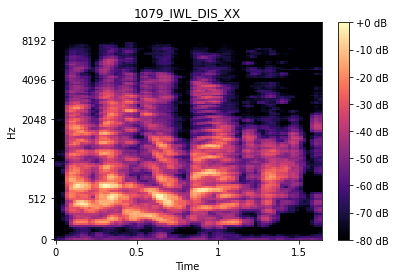 1079_IWL_DIS_XX
8192
4096
2048
1024
512
0
Hz
0
0.5
1
1.5
Time
+0 dB
-10 dB
-20 dB
-30 dB
-40 dB
-50 dB
-60 dB
-70 dB
-80 dB